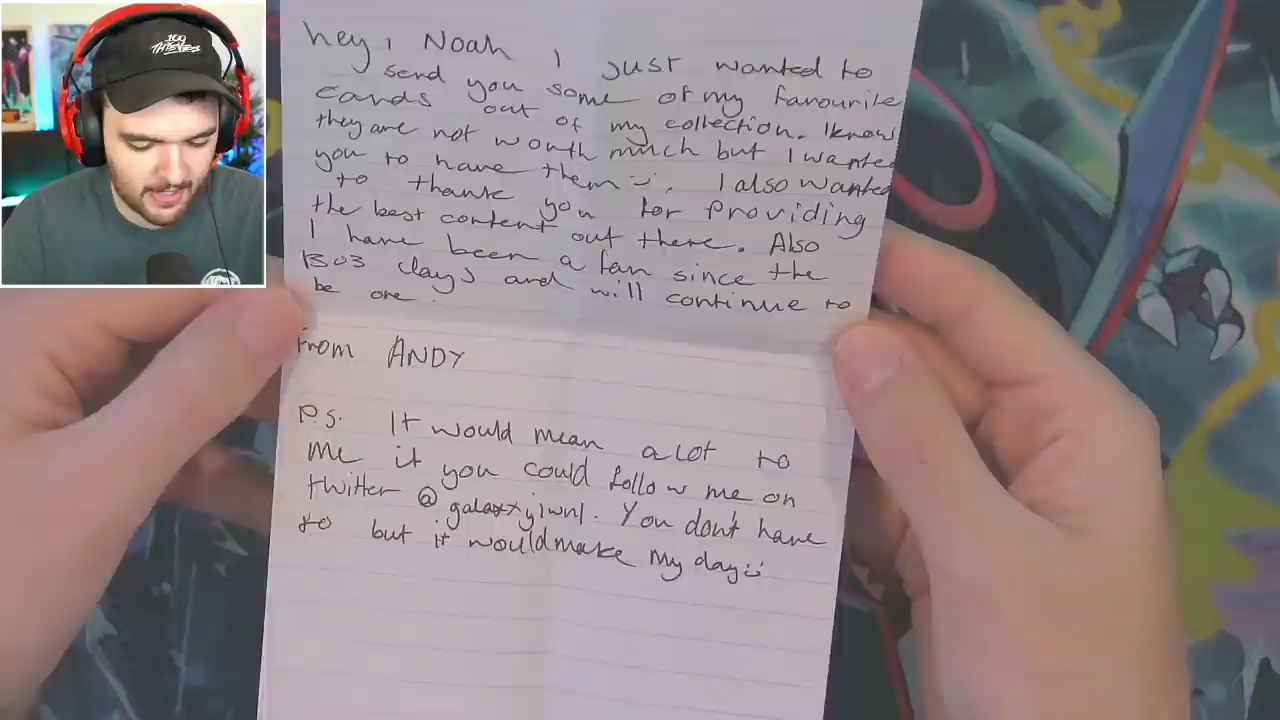 100
THIEVES
hey, Noah, I just wanted to
send you some of my favourite
cards out of my collection. I know
they are not worth much but I wanted
you to have them :). I also wanted
to thank you for providing
the best content out there. Also
I have been a fan since the
BO3 days and will continue to
be one.
From ANDY
P.S. It would mean a lot to
me if you could follow me on
twitter @galaxxyiwnl. You don't have
to but it would make my day :)